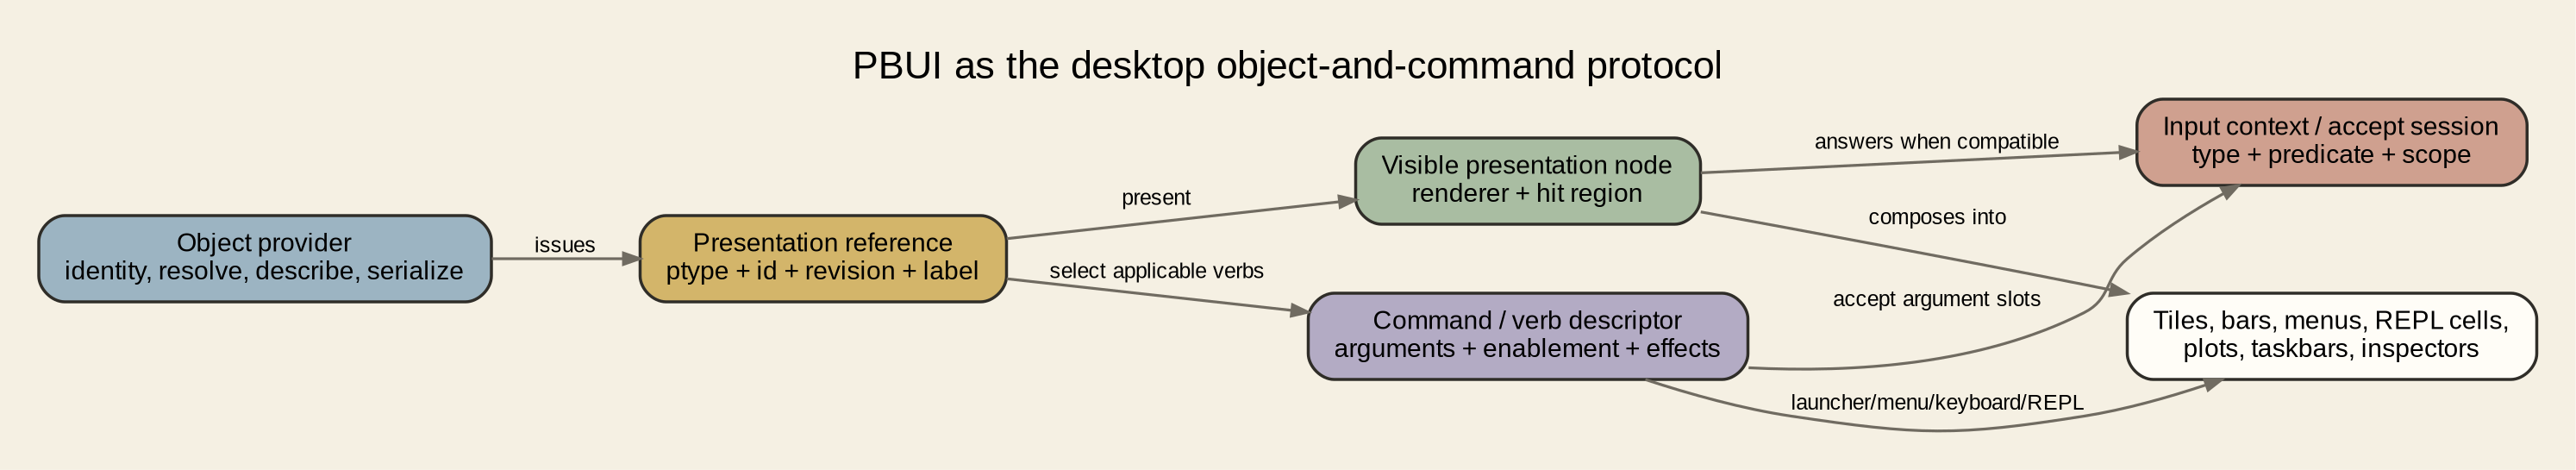 PBUI as the desktop object-and-command protocol
Object provider
identity, resolve, describe, serialize
issues
Presentation reference
ptype + id + revision + label
present
select applicable verbs
Visible presentation node
renderer + hit region
Command / verb descriptor
arguments + enablement + effects
answers when compatible
composes into
accept argument slots
launcher/menu/keyboard/REPL
Input context / accept session
type + predicate + scope
Tiles, bars, menus, REPL cells,
plots, taskbars, inspectors